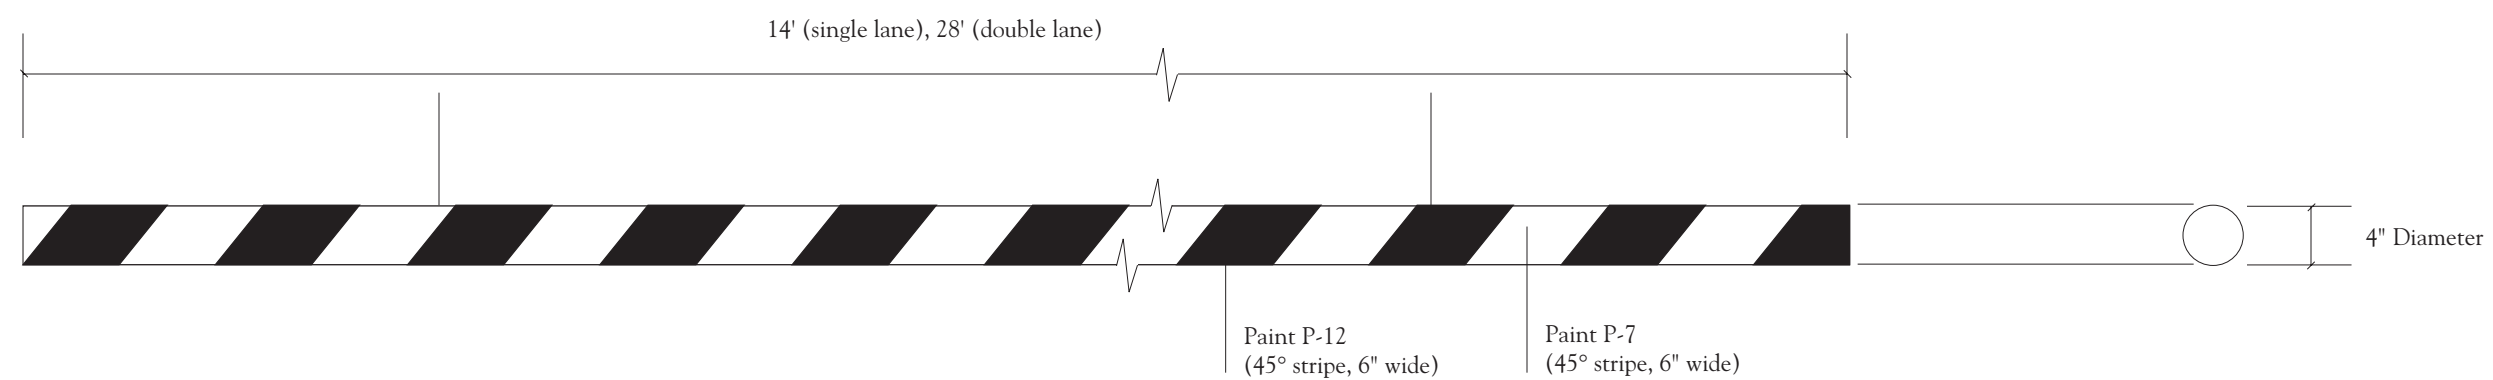 14' (single lane), 28' (double lane)
4" Diameter
Paint P-12
(45° stripe, 6" wide)
Paint P-7
(45° stripe, 6" wide)